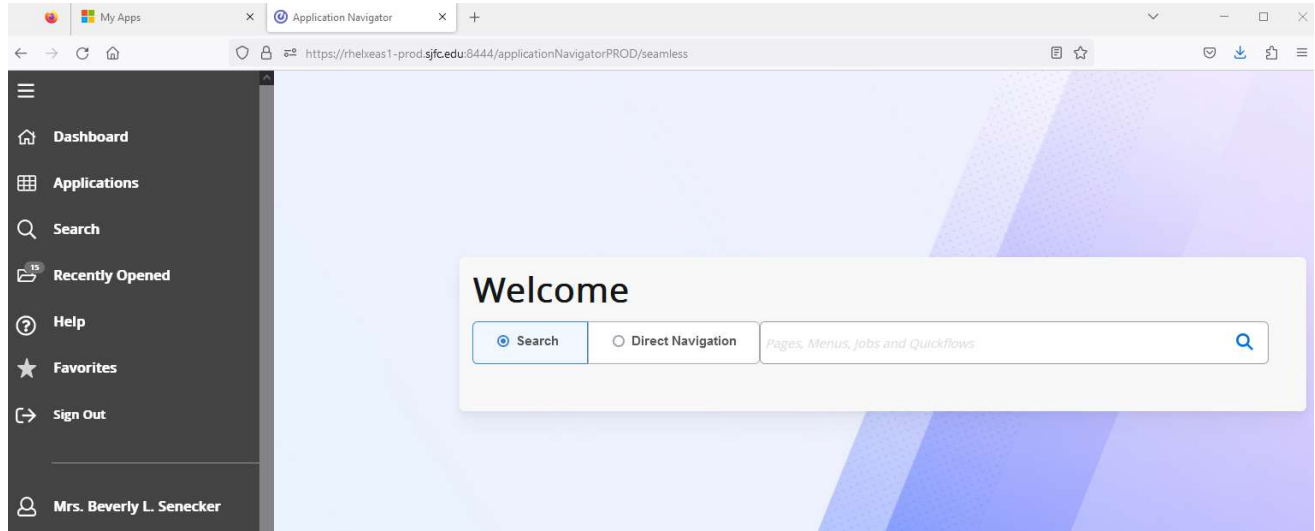 My Apps
Application Navigator
https://rhelxeas1-prod.sjfc.edu:8444/applicationNavigatorPROD/seamless
Dashboard
Applications
Search
15
Recently Opened
Help
Favorites
Sign Out
Mrs. Beverly L. Senecker
Welcome
Search Direct Navigation Pages, Menus, Jobs and Quickflows